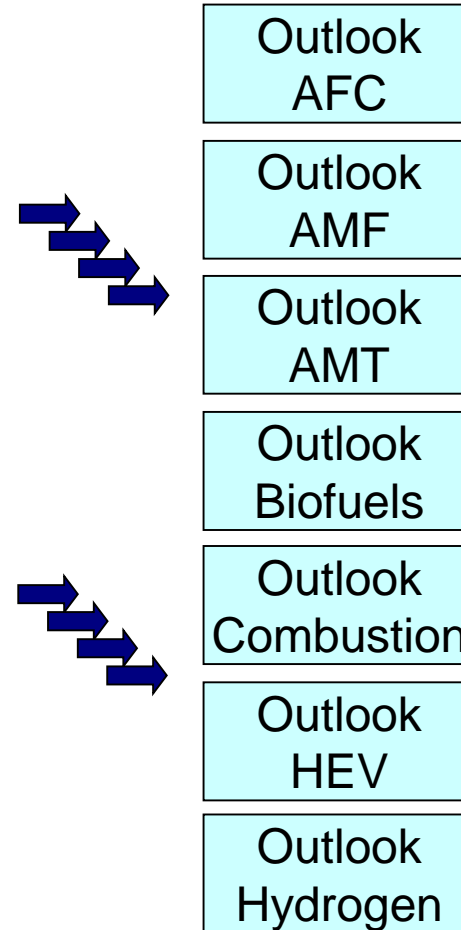 Outlook
AFC
Outlook
AMF
Outlook
AMT
Outlook
Biofuels
Outlook
Combustion
Outlook
HEV
Outlook
Hydrogen